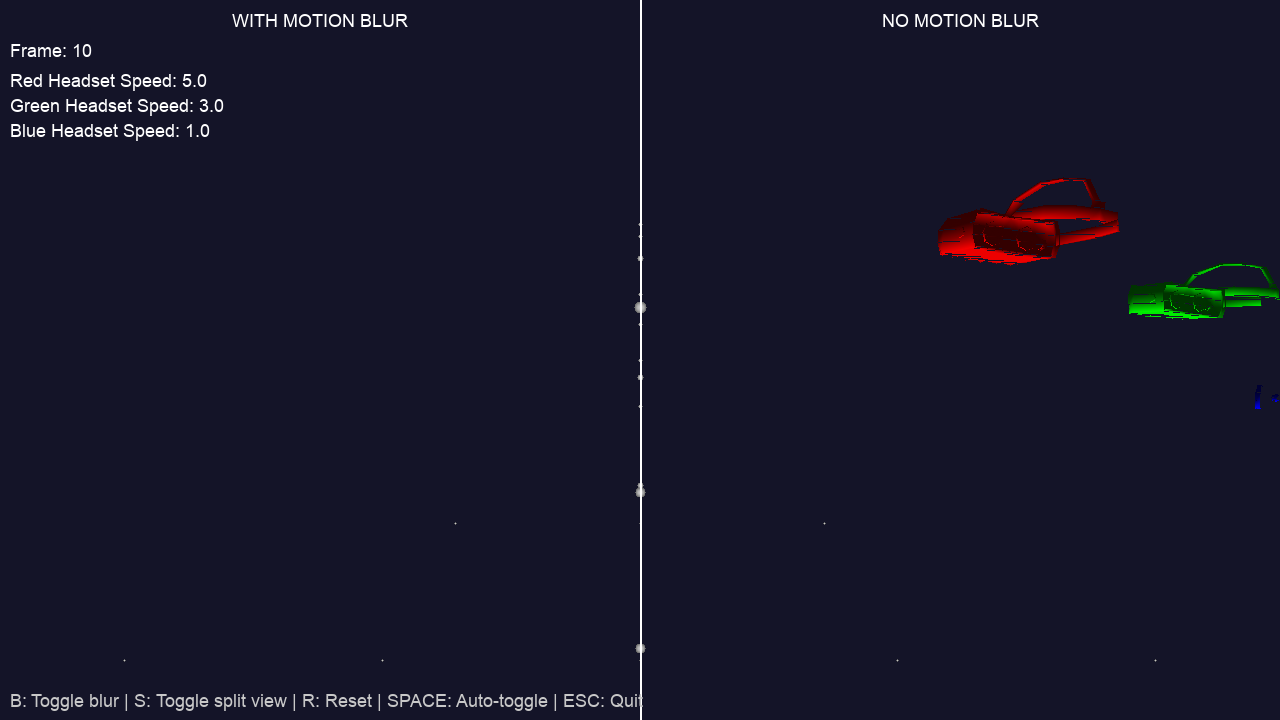 WITH MOTION BLUR
NO MOTION BLUR
Frame: 10
Red Headset Speed: 5.0
Green Headset Speed: 3.0
Blue Headset Speed: 1.0
B: Toggle blur | S: Toggle split view | R: Reset | SPACE: Auto-toggle | ESC: Quit